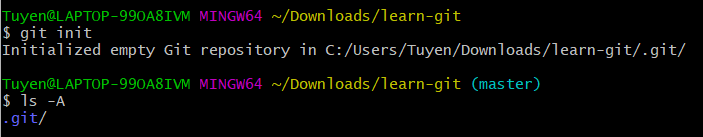 Tuyen@LAPTOP-99OA8IVM MINGW64 ~/Downloads/learn-git
$ git init
Initialized empty Git repository in C:/Users/Tuyen/Downloads/learn-git/.git/
Tuyen@LAPTOP-99OA8IVM MINGW64 ~/Downloads/learn-git (master)
$ ls -A
.git/